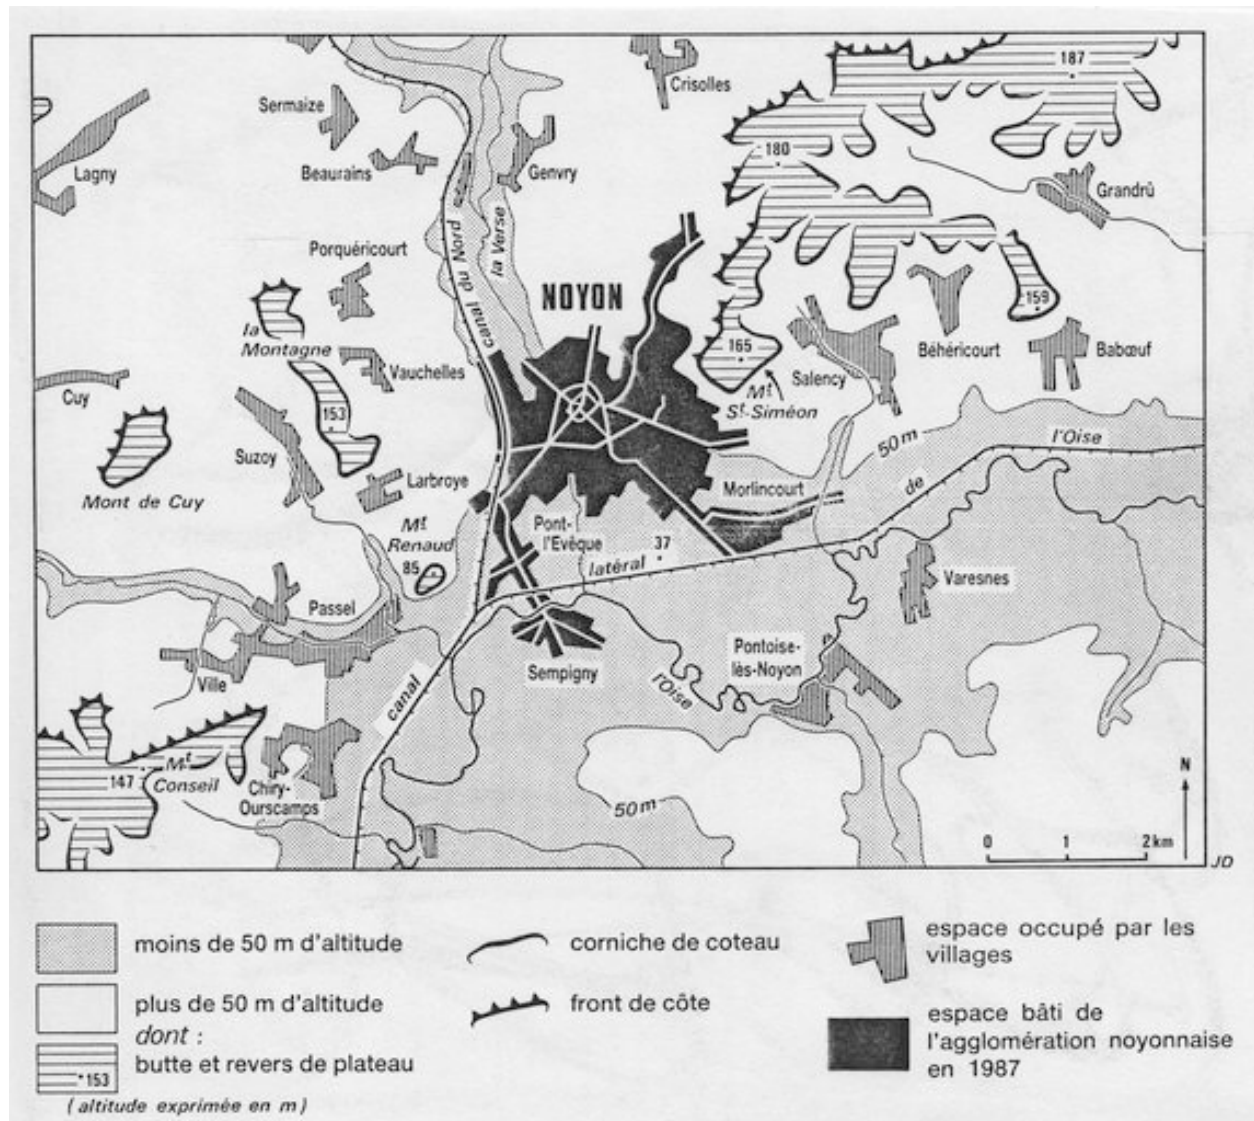 187
Crisolles
Sermaize
180
Beaurains
Genvry
Lagny
Grandrû
canal du Nord
la Verse
Porquéricourt
NOYON
159
la
Montagne
165
Béhéricourt
Babœuf
Vauchelles
Salency
Cuy
Mt
St-Siméon
153
50 m
l'Oise
Suzoy
de
Larbroye
Morlincourt
Mont de Cuy
Mt
Renaud
85
Pont-
l'Evêque
37
latéral
Varesnes
Passel
Pontoise-
lès-Noyon
Sempigny
Ville
l'Oise
canal
Mt
Conseil
147
Chiry-
Ourscamps
50 m
N
0 1 2 km
JD
moins de 50 m d'altitude
plus de 50 m d'altitude
dont :
butte et revers de plateau
153
(altitude exprimée en m)
corniche de coteau
front de côte
espace occupé par les
villages
espace bâti de
l'agglomération noyonnaise
en 1987